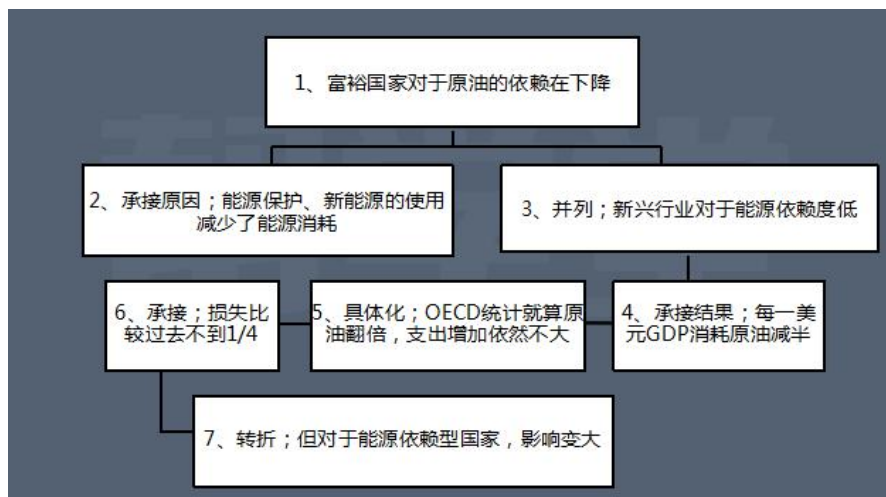 1、富裕国家对于原油的依赖在下降
2、承接原因；能源保护、新能源的使用
减少了能源消耗
3、并列；新兴行业对于能源依赖度低
6、承接；损失比
较过去不到1/4
5、具体化；OECD统计就算原
油翻倍，支出增加依然不大
4、承接结果；每一美
元GDP消耗原油减半
7、转折；但对于能源依赖型国家，影响变大